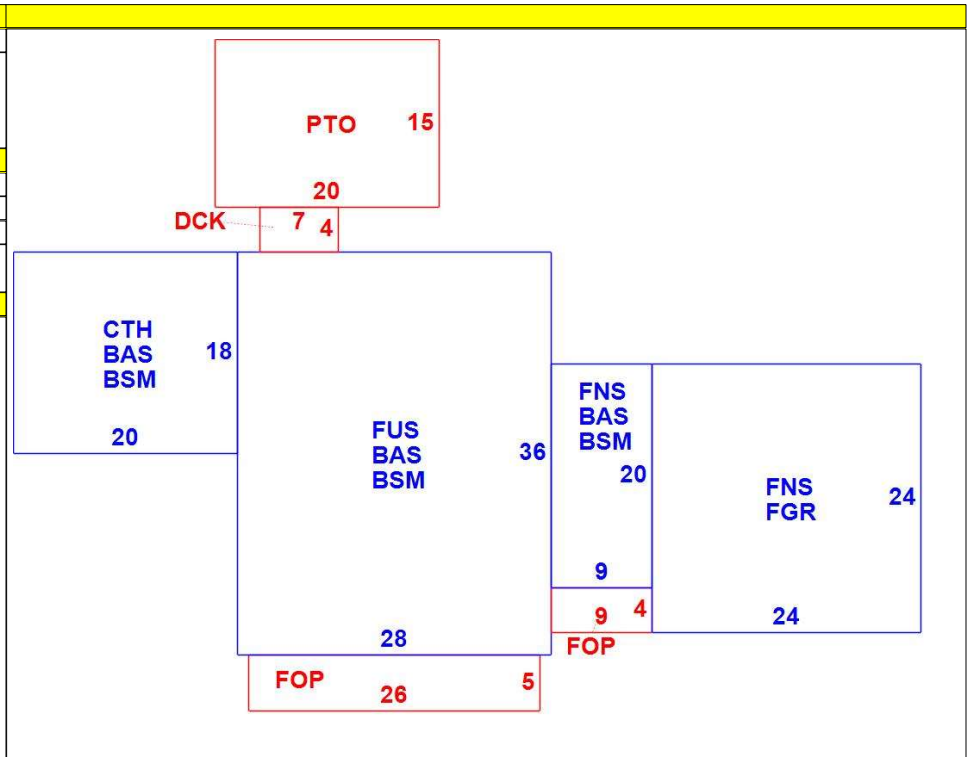 PTO 15
20
DCK 7 4
CTH
BAS
BSM
18
20
FUS
BAS
BSM
36
28
FNS
BAS
BSM
20
9
FNS
FGR
24
24
9 4
FOP
FOP 5
26